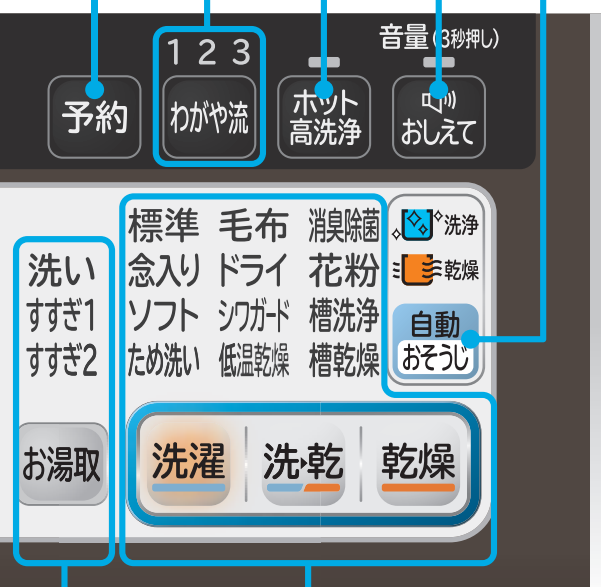 音量(3秒押し)
1 2 3
予約
わがや流
ホット
高洗浄
おしえて
標準 毛布 消臭除菌
念入り ドライ 花粉
ソフト シワガード 槽洗浄
ため洗い 低温乾燥 槽乾燥
洗い
すすぎ1
すすぎ2
洗浄
乾燥
自動
おそうじ
お湯取
洗濯
洗・乾
乾燥